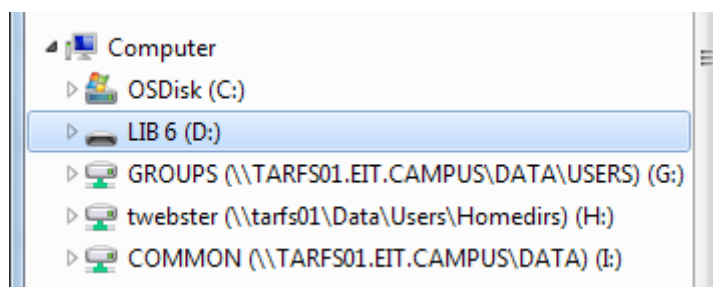 Computer
OSDisk (C:)
LIB 6 (D:)
GROUPS (\\TARFS01.EIT.CAMPUS\DATA\USERS) (G:)
twebster (\\tarfs01\Data\Users\Homedirs) (H:)
COMMON (\\TARFS01.EIT.CAMPUS\DATA) (I:)